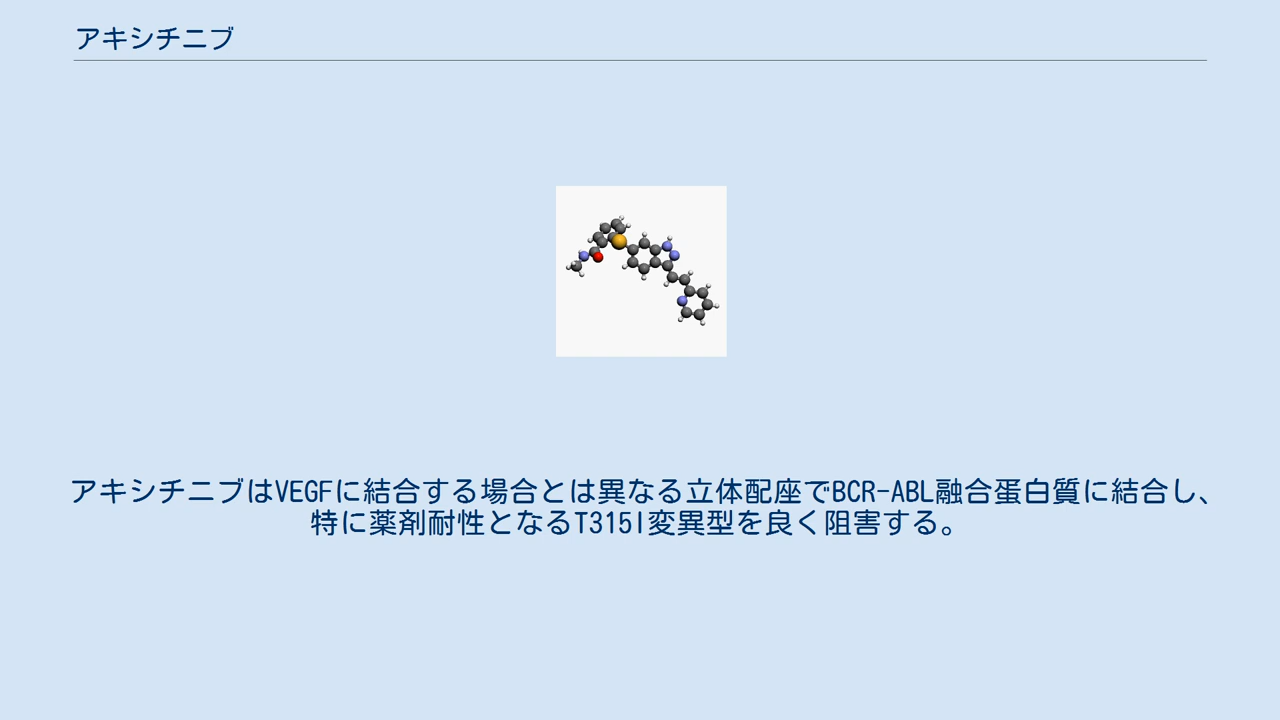 アキシチニブ
アキシチニブはVEGFに結合する場合とは異なる立体配座でBCR-ABL融合蛋白質に結合し、
特に薬剤耐性となるT315I変異型を良く阻害する。